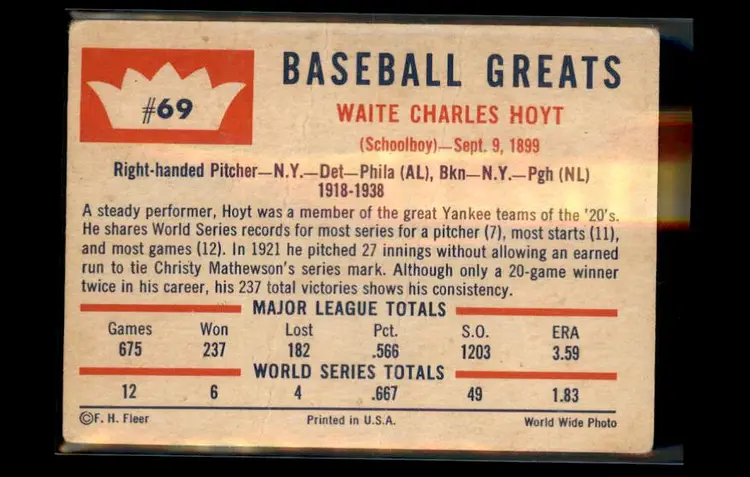 #69
BASEBALL GREATS
WAITE CHARLES HOYT
(Schoolboy)—Sept. 9, 1899
Right-handed Pitcher—N.Y.—Det—Phila (AL), Bkn—N.Y.—Pgh (NL)
1918-1938
A steady performer, Hoyt was a member of the great Yankee teams of the '20's.
He shares World Series records for most series for a pitcher (7), most starts (11),
and most games (12). In 1921 he pitched 27 innings without allowing an earned
run to tie Christy Mathewson's series mark. Although only a 20-game winner
twice in his career, his 237 total victories shows his consistency.
MAJOR LEAGUE TOTALS
Games Won Lost Pct. S.O. ERA
675 237 182 .566 1203 3.59
WORLD SERIES TOTALS
12 6 4 .667 49 1.83
©F. H. Fleer Printed in U.S.A. World Wide Photo